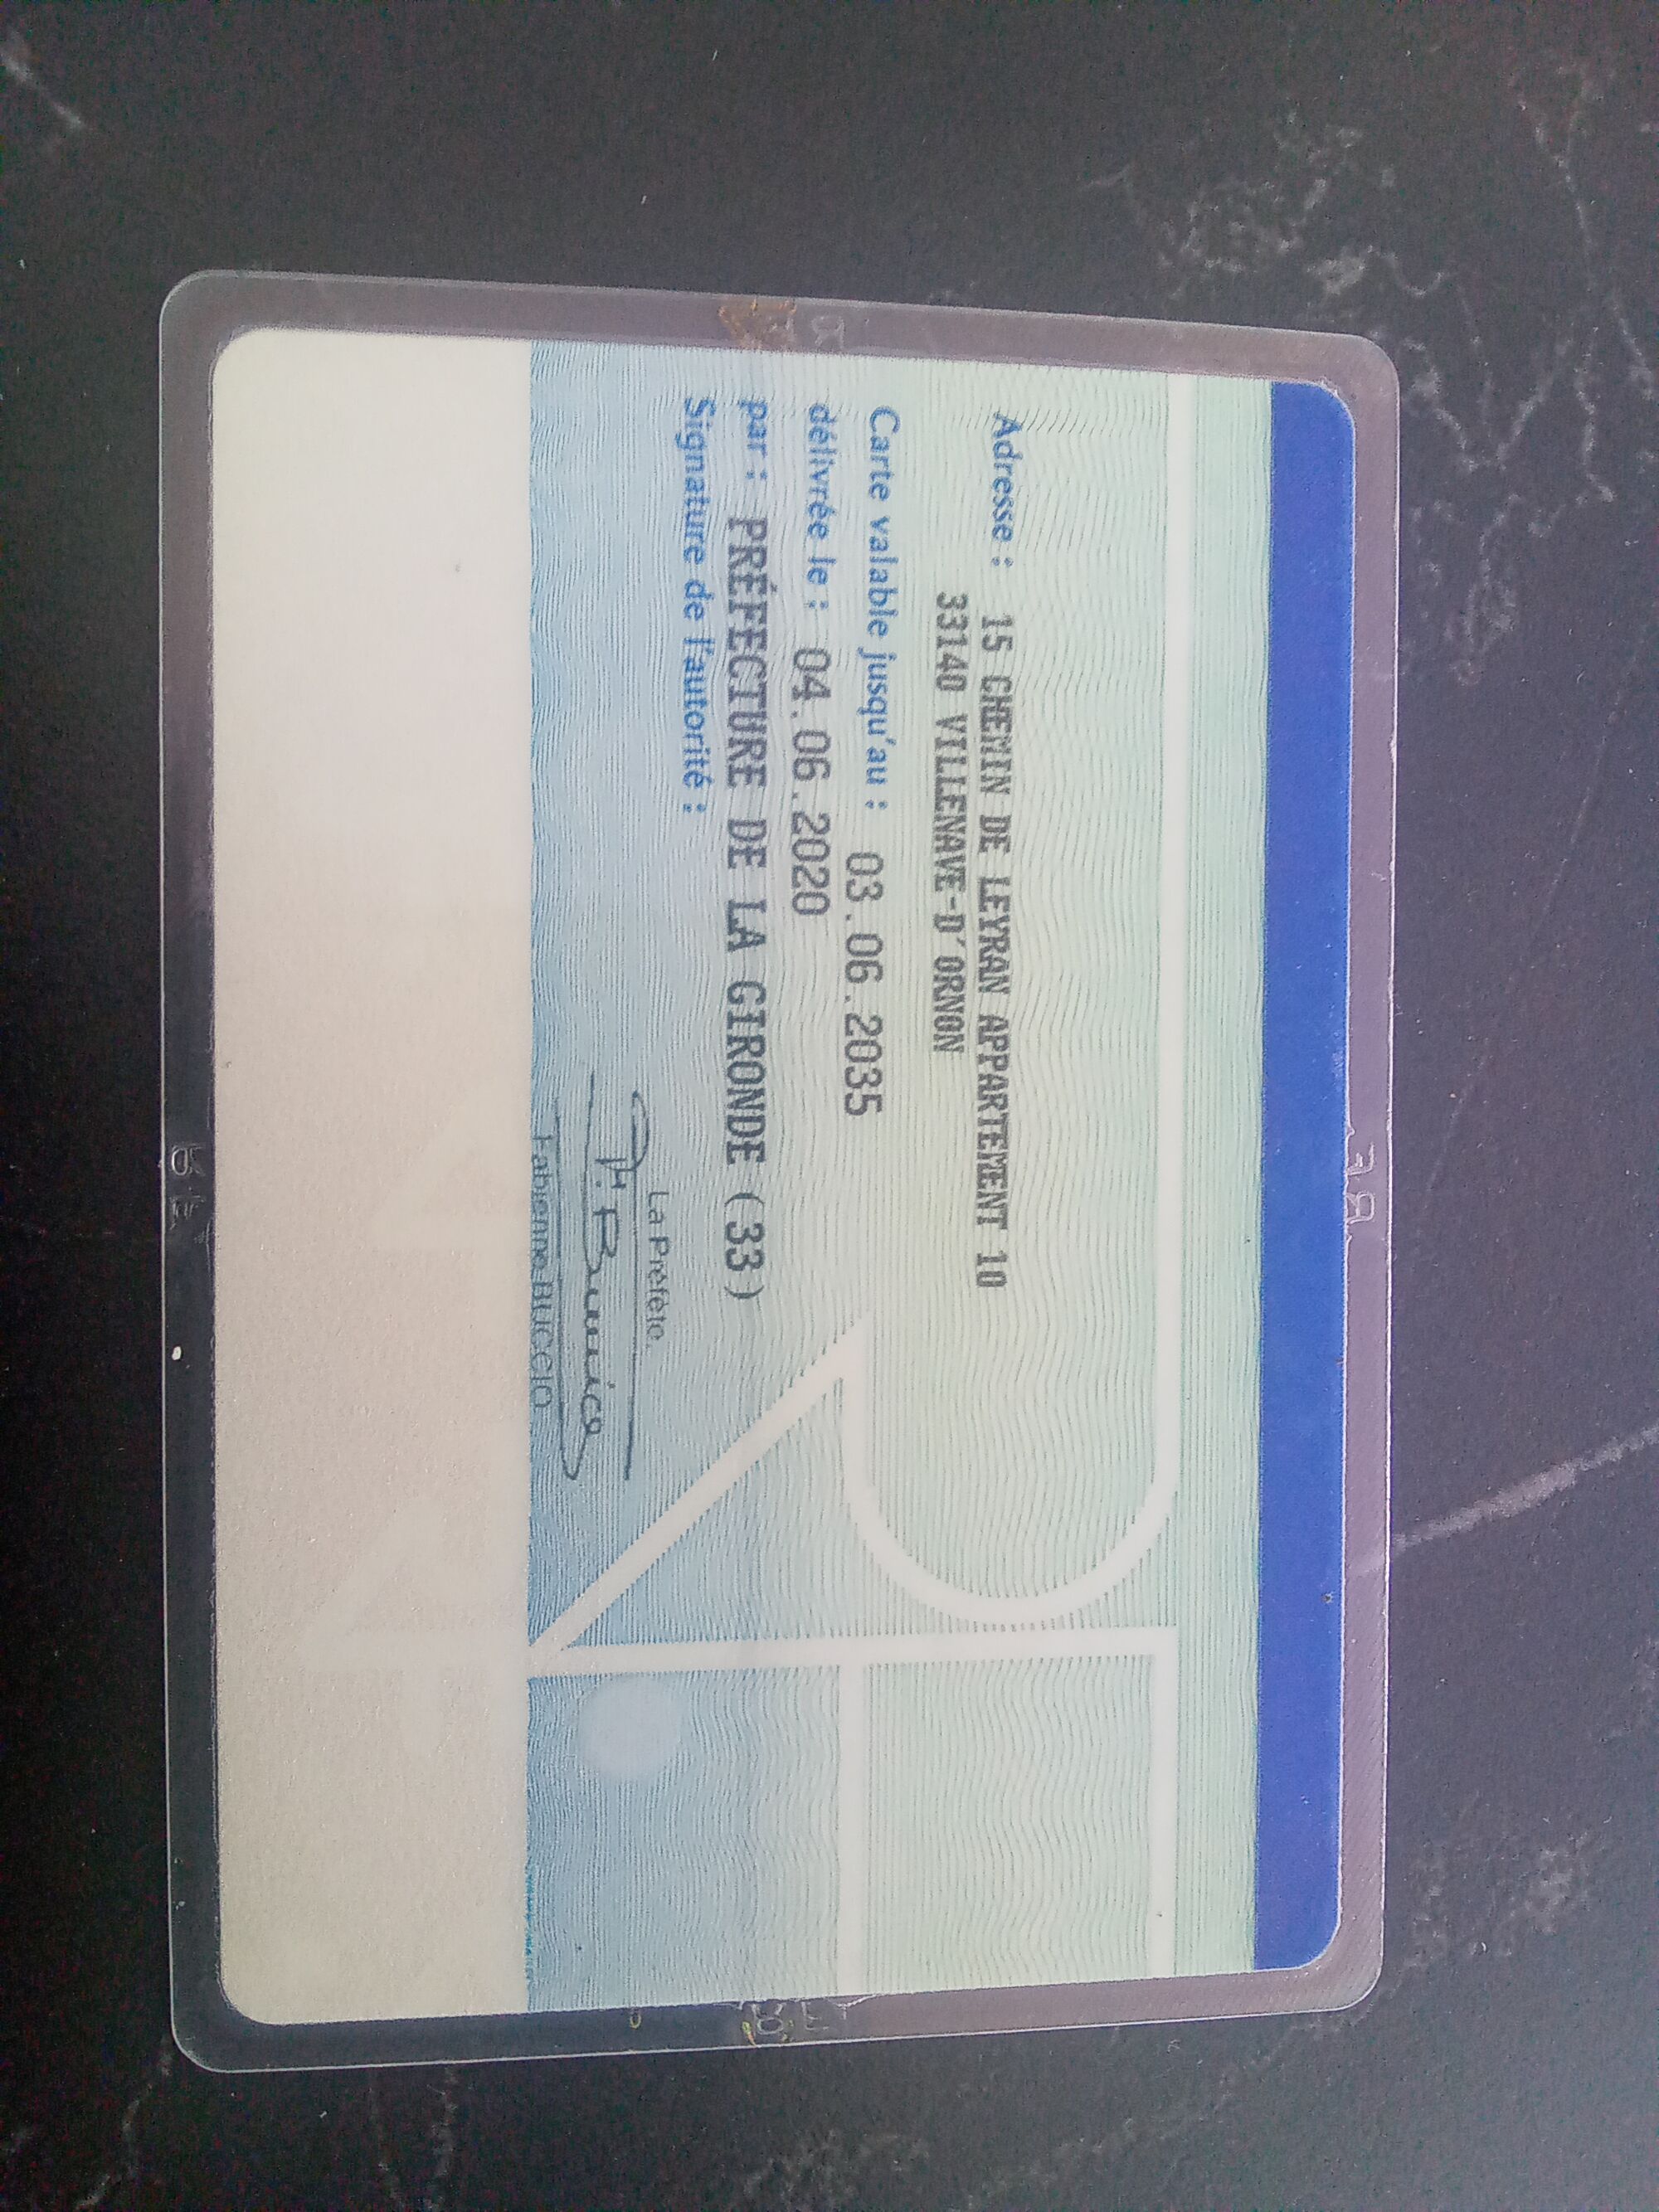 Adresse : 15 CHEMIN DE LEYRAN APPARTEMENT 10
33140 VILLENAVE-D'ORNON
Carte valable jusqu'au : 03.06.2035
délivrée le : 04.06.2020
par : PRÉFECTURE DE LA GIRONDE (33)
Signature de l'autorité :
La Préfète
Fabienne BUCCIO
RF